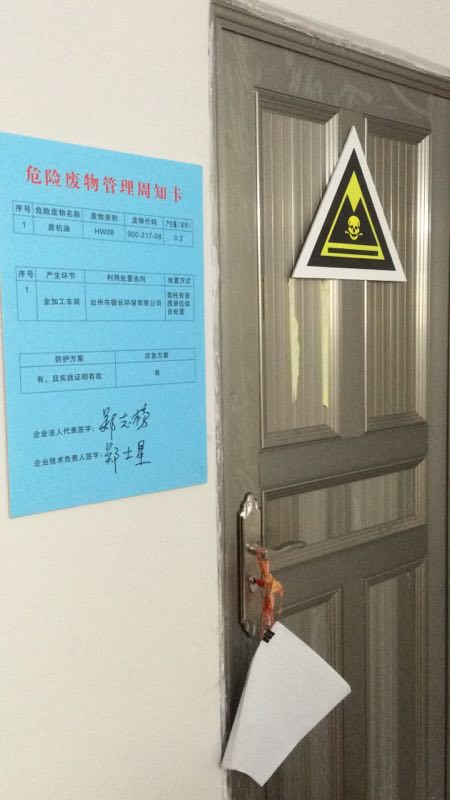 危险废物管理周知卡
序号 危险废物名称 废物类别 废物代码 产生量(吨/年)
1 废机油 HW08 900-217-08 0.2
序号 产生环节 利用处置去向 处置方式
1 金加工车间 台州市德长环保有限公司 委托有资质单位综合处置
防护方案 应急方案
有，且实践证明有效 有
企业法人代表签字：
企业技术负责人签字：郑士星